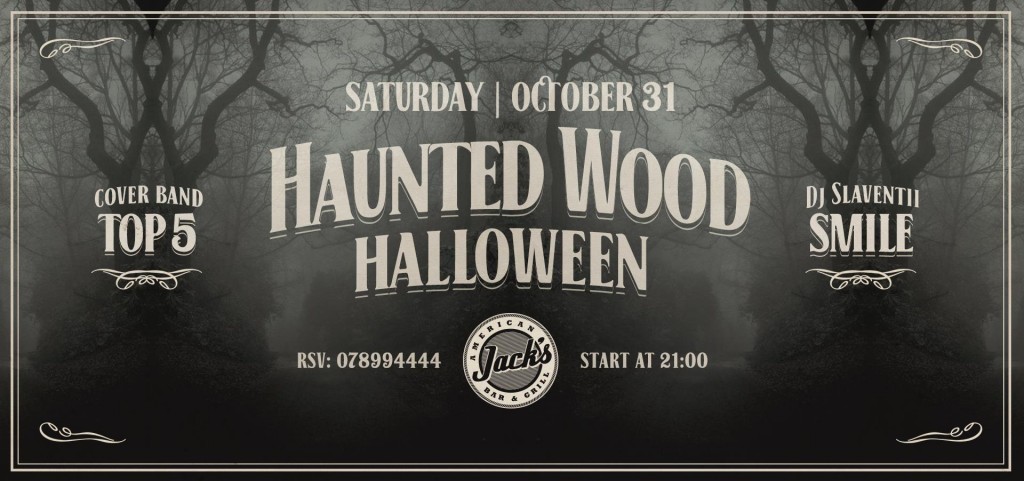 SATURDAY | OCTOBER 31
HAUNTED WOOD
HALLOWEEN
COVER BAND
TOP 5
DJ SLAVENTII
SMILE
RSV: 078994444
AMERICAN
Jack's
BAR & GRILL
START AT 21:00